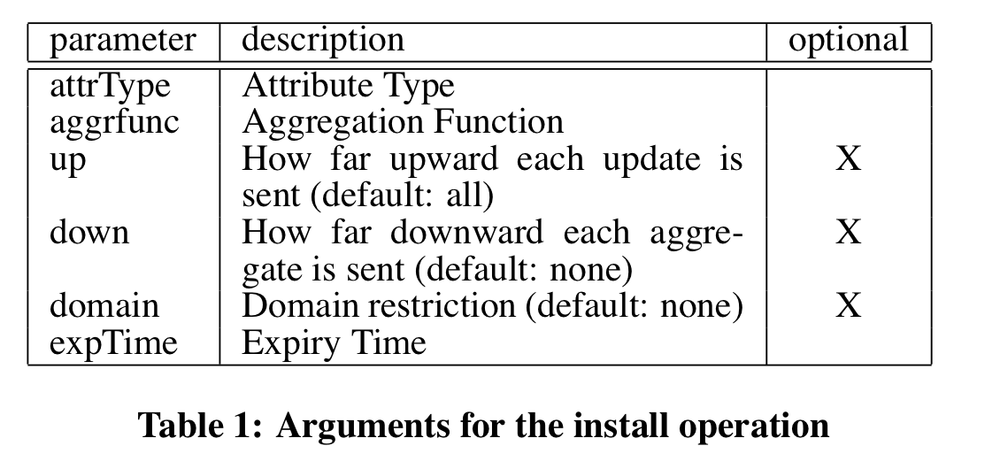 parameter description optional
attrType Attribute Type
aggrfunc Aggregation Function
up How far upward each update is X
sent (default: all)
down How far downward each aggre- X
gate is sent (default: none)
domain Domain restriction (default: none) X
expTime Expiry Time
Table 1: Arguments for the install operation